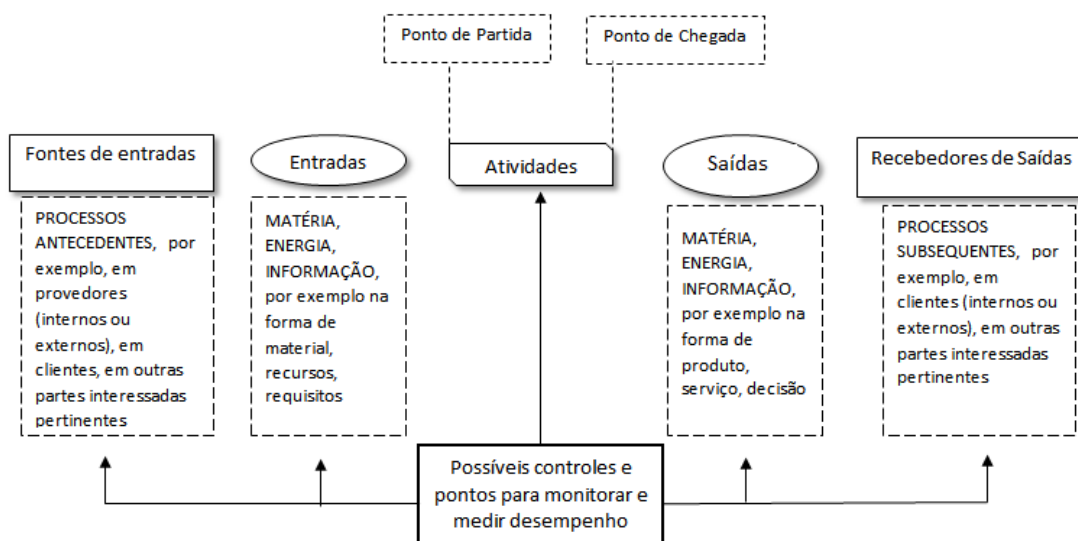 Ponto de Partida
Ponto de Chegada
Fontes de entradas
Entradas
Atividades
Saídas
Recebedores de Saídas
PROCESSOS
ANTECEDENTES, por
exemplo, em
provedores
(internos ou
externos), em
clientes, em outras
partes interessadas
pertinentes
MATÉRIA,
ENERGIA,
INFORMAÇÃO,
por exemplo na
forma de
material,
recursos,
requisitos
MATÉRIA,
ENERGIA,
INFORMAÇÃO,
por exemplo na
forma de
produto,
serviço, decisão
PROCESSOS
SUBSEQUENTES, por
exemplo, em
clientes (internos ou
externos), em outras
partes interessadas
pertinentes
Possíveis controles e
pontos para monitorar e
medir desempenho